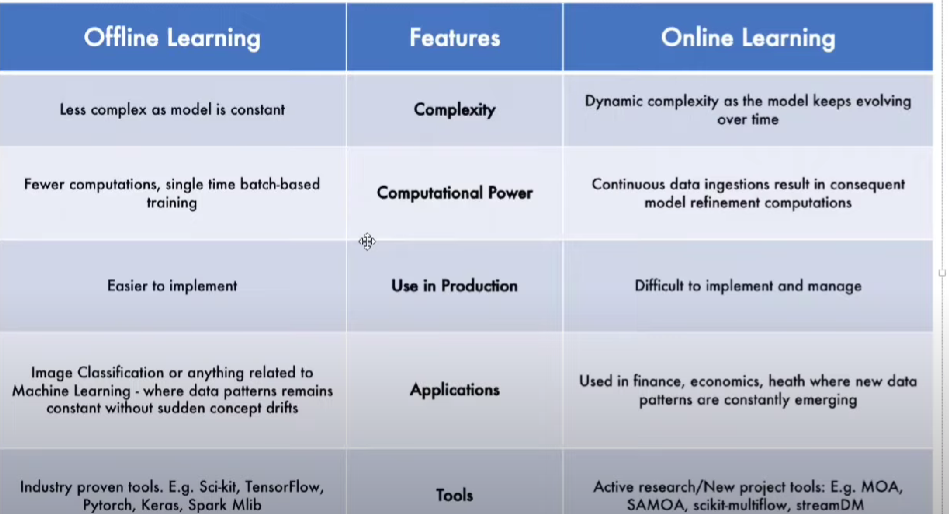 Offline Learning
Features
Online Learning
Less complex as model is constant
Complexity
Dynamic complexity as the model keeps evolving
over time
Fewer computations, single time batch-based
training
Computational Power
Continuous data ingestions result in consequent
model refinement computations
Easier to implement
Use in Production
Difficult to implement and manage
Image Classification or anything related to
Machine Learning - where data patterns remains
constant without sudden concept drifts
Applications
Used in finance, economics, heath where new data
patterns are constantly emerging
Industry proven tools. E.g. Sci-kit, TensorFlow,
Pytorch, Keras, Spark Mlib
Tools
Active research/New project tools: E.g. MOA,
SAMOA, scikit-multiflow, streamDM